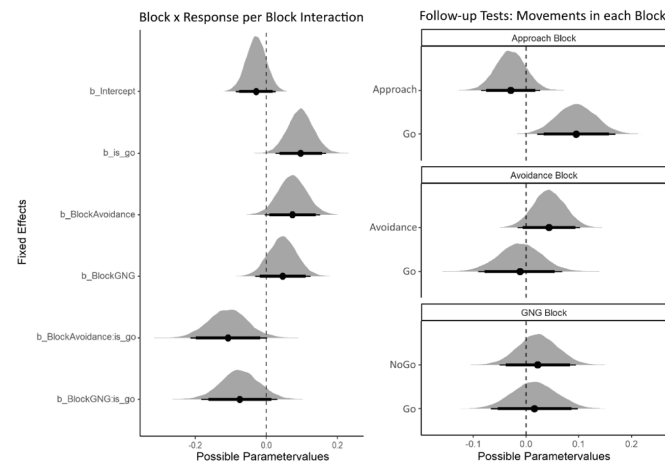 Block x Response per Block Interaction
Fixed Effects
b_Intercept
b_is_go
b_BlockAvoidance
b_BlockGNG
b_BlockAvoidance:is_go
b_BlockGNG:is_go
-0.2
0.0
0.2
Possible Parametervalues
Follow-up Tests: Movements in each Block
Approach Block
Approach
Go
Avoidance Block
Avoidance
Go
GNG Block
NoGo
Go
-0.1
0.0
0.1
0.2
Possible Parametervalues